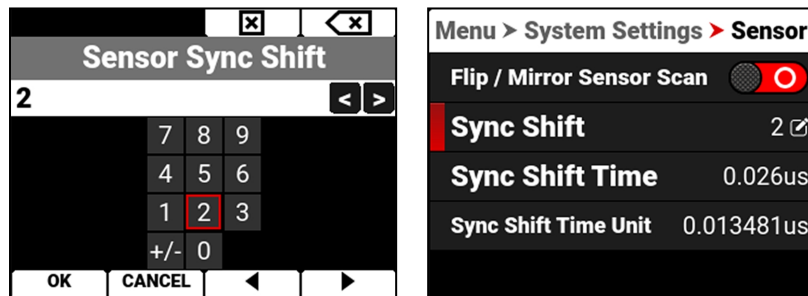 Sensor Sync Shift
2
< >
7 8 9
4 5 6
1 2 3
+/- 0
OK CANCEL
Menu > System Settings > Sensor
Flip / Mirror Sensor Scan
Sync Shift 2
Sync Shift Time 0.026us
Sync Shift Time Unit 0.013481us